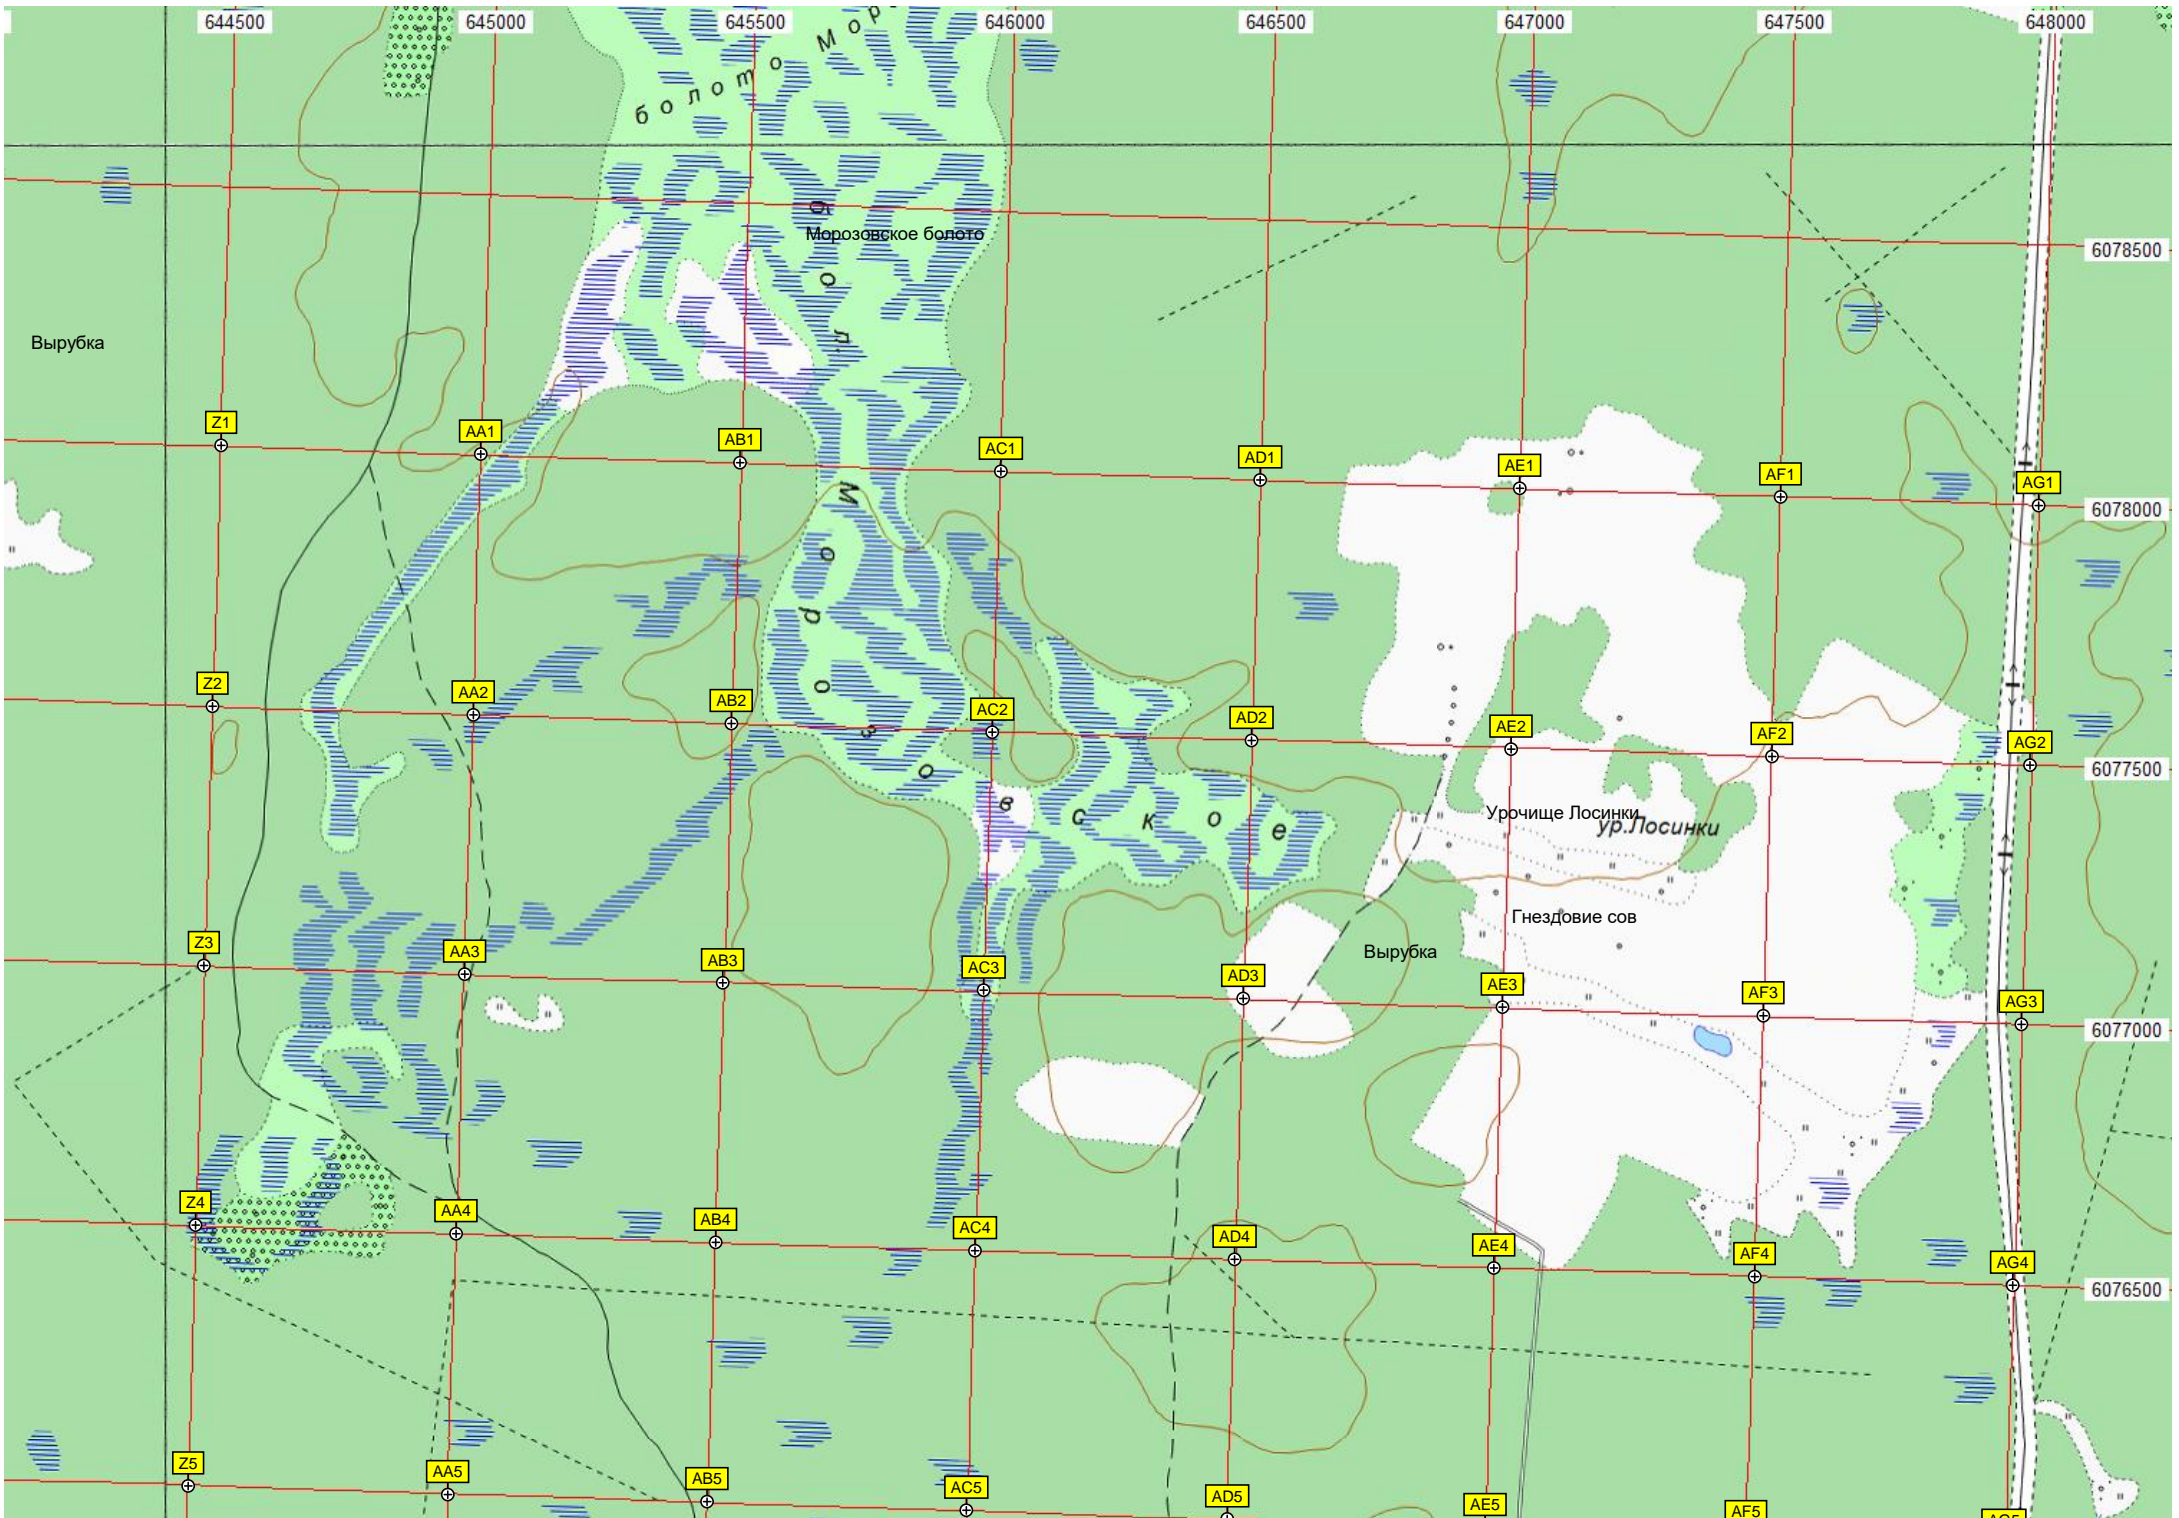 644500 645000 645500 646000 646500 647000 647500 648000
болото Мор
6078500
Морозовское болото
Вырубка
бол. Морозовское
Z1 AA1 AB1 AC1 AD1 AE1 AF1 AG1
6078000
Z2 AA2 AB2 AC2 AD2 AE2 AF2 AG2
6077500
Урочище Лосинки
ур.Лосинки
Гнездовие сов
Вырубка
Z3 AA3 AB3 AC3 AD3 AE3 AF3 AG3
6077000
Z4 AA4 AB4 AC4 AD4 AE4 AF4 AG4
6076500
Z5 AA5 AB5 AC5 AD5 AE5 AF5